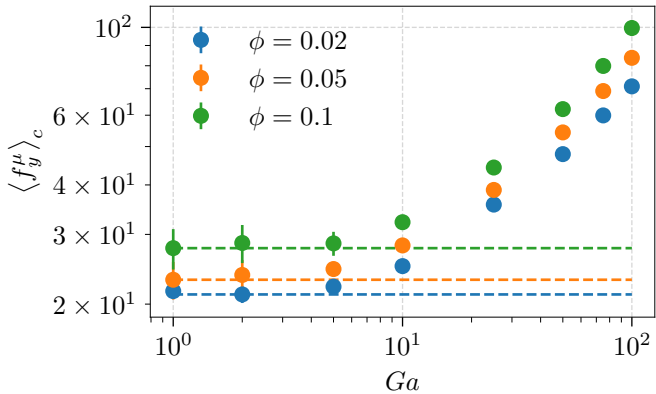 10²
6 × 10¹
4 × 10¹
3 × 10¹
2 × 10¹
⟨f_y^μ⟩_c
ϕ = 0.02
ϕ = 0.05
ϕ = 0.1
10⁰
10¹
10²
Ga